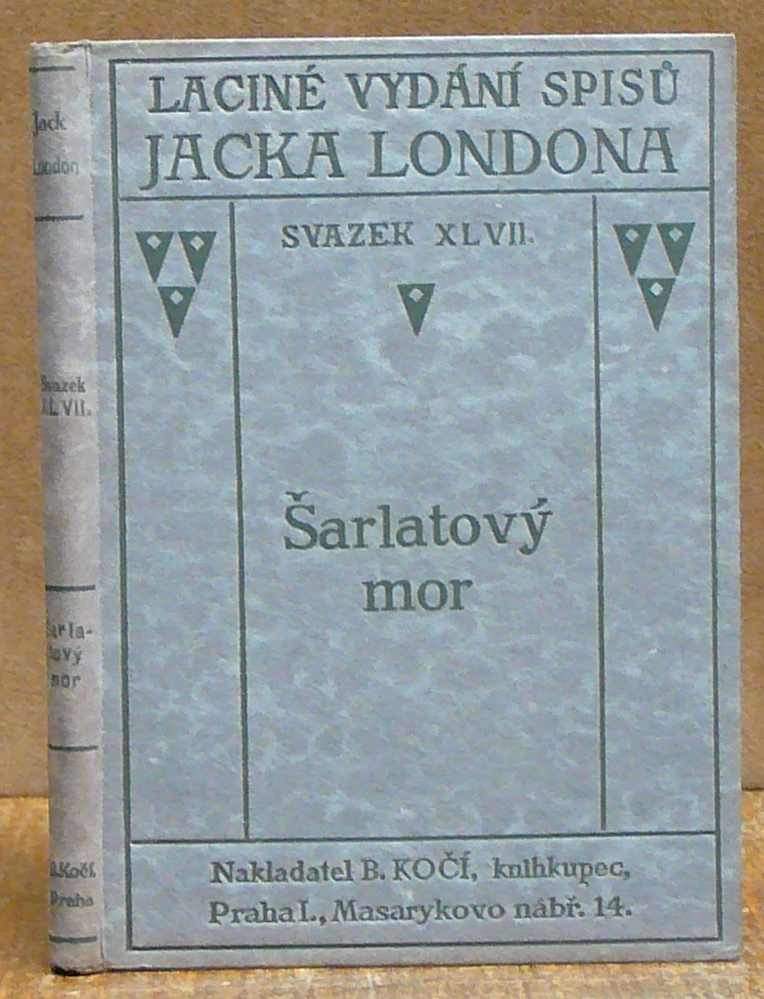 LACINÉ VYDÁNÍ SPISŮ
JACKA LONDONA
SVAZEK XLVII.
Šarlatový
mor
Nakladatel B. KOČÍ, knihkupec,
Praha I., Masarykovo nábř. 14.
Jack
London
Svazek
XLVII.
Šarla-
tový
mor
B. Kočí.
Praha